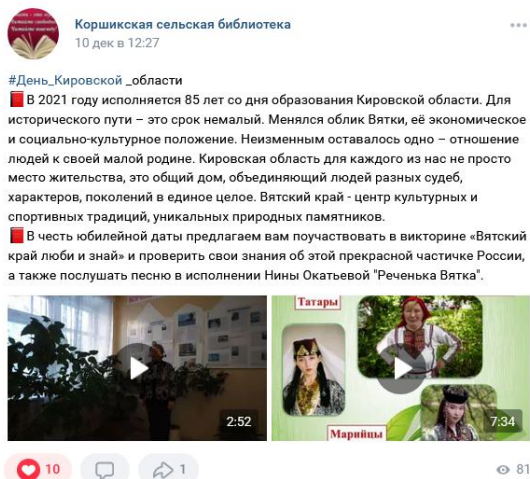 Коршикская сельская библиотека
10 дек в 12:27
#День_Кировской _области
В 2021 году исполняется 85 лет со дня образования Кировской области. Для
исторического пути – это срок немалый. Менялся облик Вятки, её экономическое
и социально-культурное положение. Неизменным оставалось одно – отношение
людей к своей малой родине. Кировская область для каждого из нас не просто
место жительства, это общий дом, объединяющий людей разных судеб,
характеров, поколений в единое целое. Вятский край - центр культурных и
спортивных традиций, уникальных природных памятников.
В честь юбилейной даты предлагаем вам поучаствовать в викторине «Вятский
край люби и знай» и проверить свои знания об этой прекрасной частичке России,
а также послушать песню в исполнении Нины Окатьевой "Реченька Вятка".
2:52
Татары
Марийцы
7:34
10
1
81